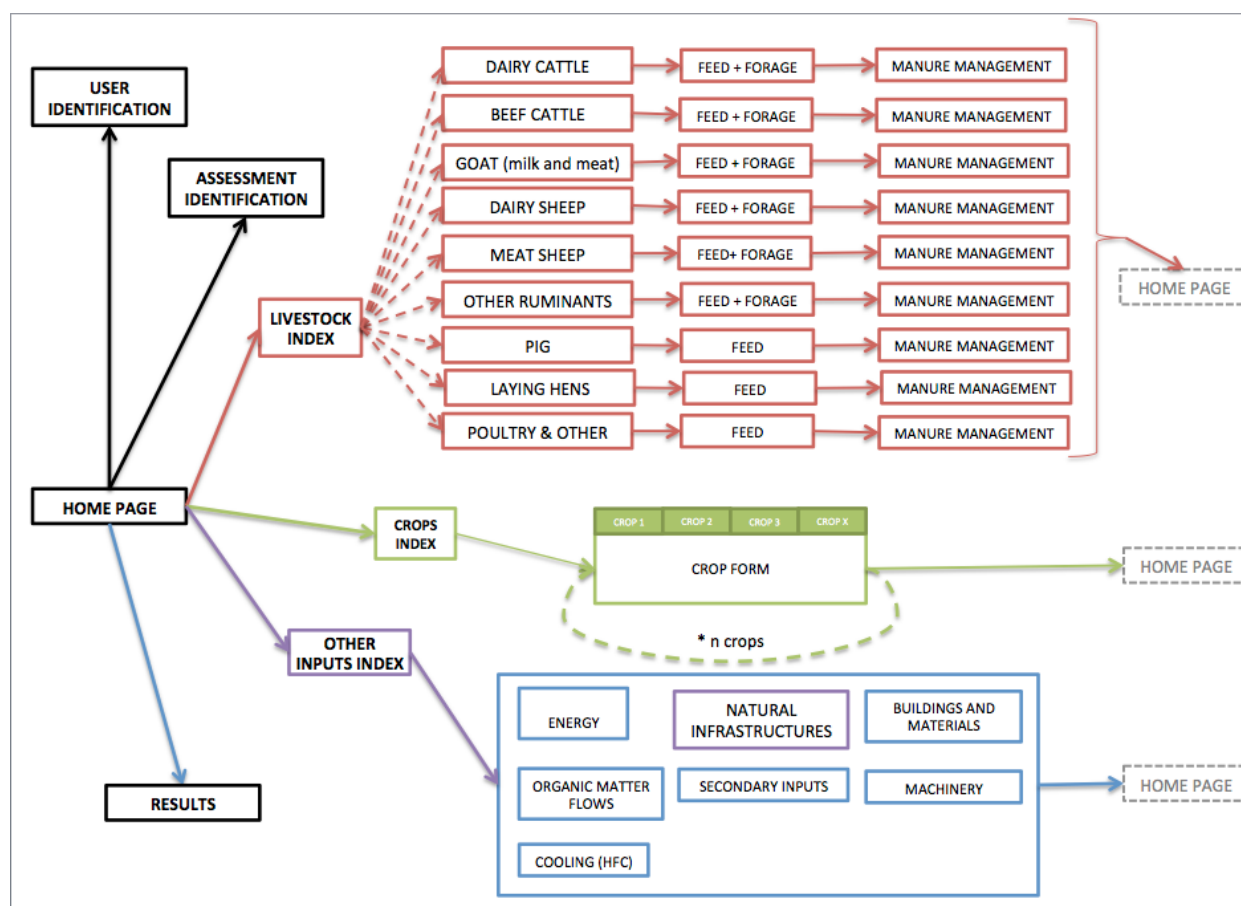 USER
IDENTIFICATION
ASSESSMENT
IDENTIFICATION
DAIRY CATTLE
FEED + FORAGE
MANURE MANAGEMENT
BEEF CATTLE
FEED + FORAGE
MANURE MANAGEMENT
GOAT (milk and meat)
FEED + FORAGE
MANURE MANAGEMENT
DAIRY SHEEP
FEED + FORAGE
MANURE MANAGEMENT
MEAT SHEEP
FEED+ FORAGE
MANURE MANAGEMENT
OTHER RUMINANTS
FEED + FORAGE
MANURE MANAGEMENT
PIG
FEED
MANURE MANAGEMENT
LAYING HENS
FEED
MANURE MANAGEMENT
POULTRY & OTHER
FEED
MANURE MANAGEMENT
HOME PAGE
LIVESTOCK
INDEX
HOME PAGE
CROPS
INDEX
CROP 1
CROP 2
CROP 3
CROP X
CROP FORM
* n crops
HOME PAGE
OTHER
INPUTS INDEX
ENERGY
NATURAL
INFRASTRUCTURES
BUILDINGS AND
MATERIALS
ORGANIC MATTER
FLOWS
SECONDARY INPUTS
MACHINERY
COOLING (HFC)
HOME PAGE
RESULTS